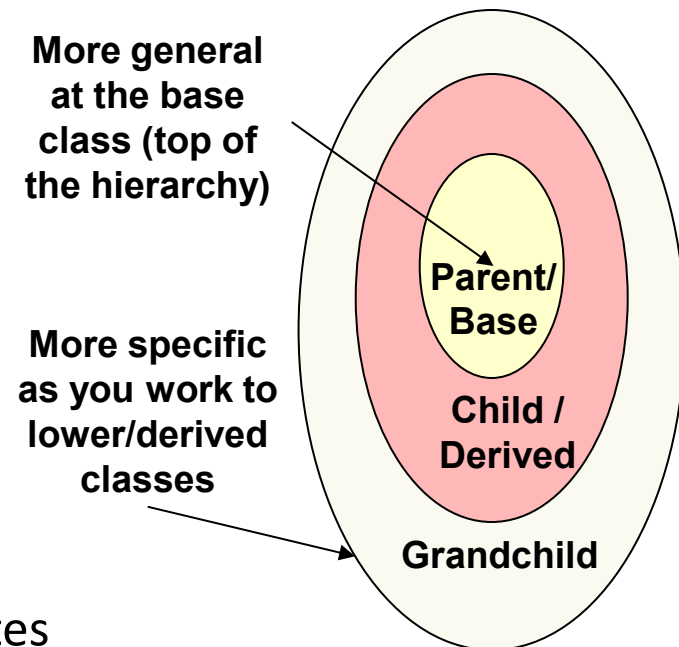 More general
at the base
class (top of
the hierarchy)
Parent/
Base
More specific
as you work to
lower/derived
classes
Child /
Derived
Grandchild